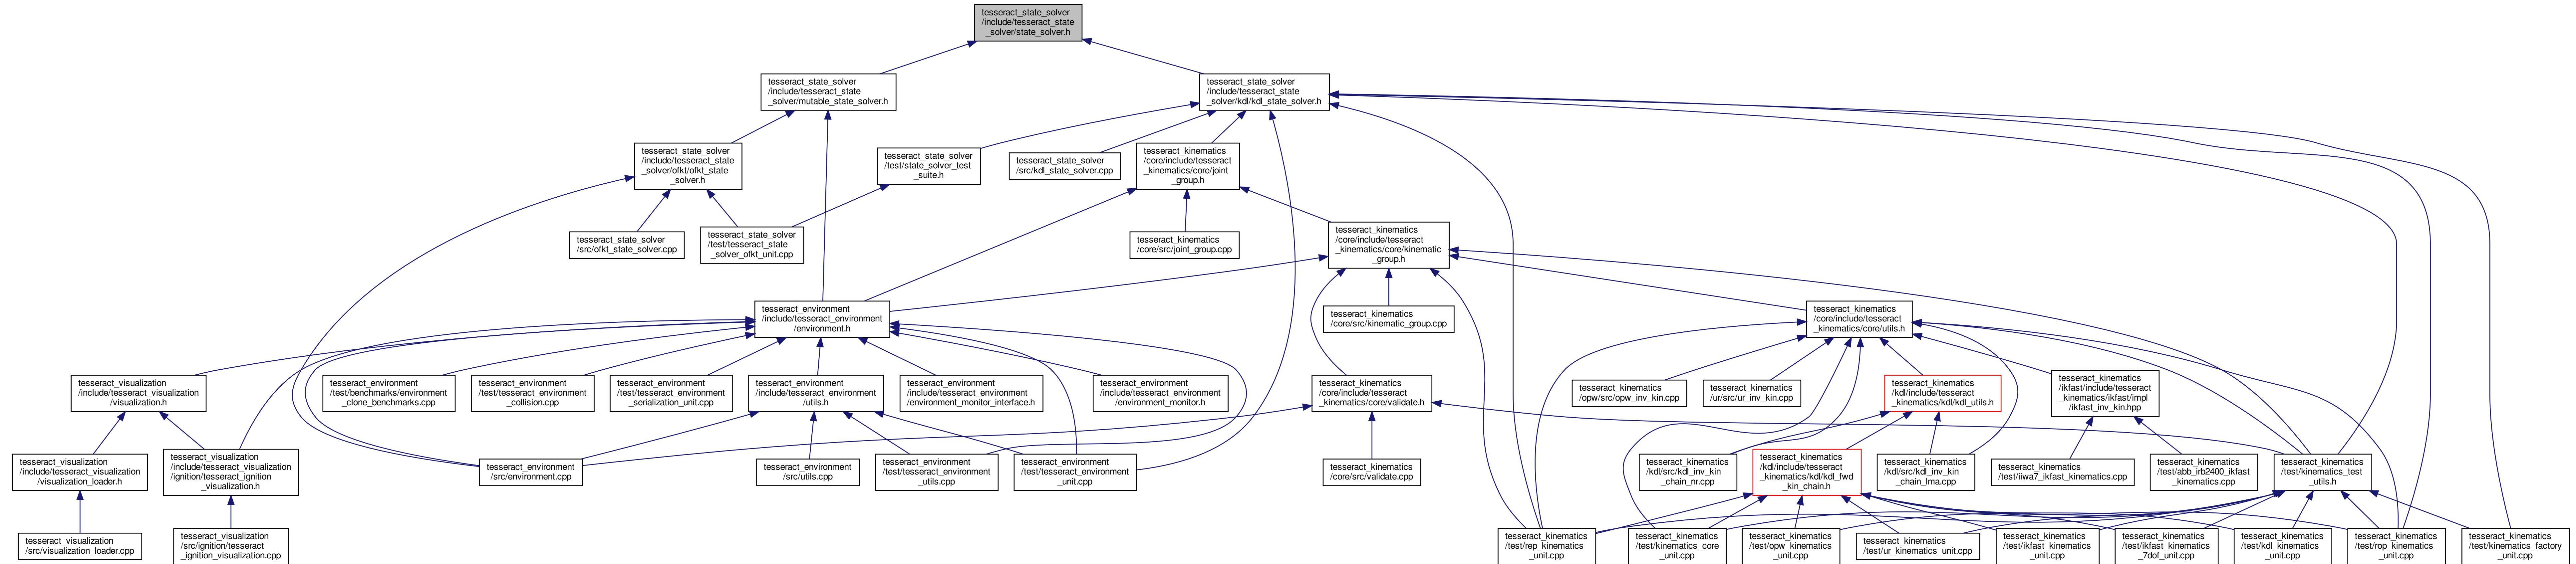 tesseract_state_solver
/include/tesseract_state
_solver/state_solver.h
tesseract_state_solver
/include/tesseract_state
_solver/mutable_state_solver.h
tesseract_state_solver
/include/tesseract_state
_solver/kdl/kdl_state_solver.h
tesseract_state_solver
/include/tesseract_state
_solver/ofkt/ofkt_state
_solver.h
tesseract_state_solver
/test/state_solver_test
_suite.h
tesseract_state_solver
/src/kdl_state_solver.cpp
tesseract_kinematics
/core/include/tesseract
_kinematics/core/joint
_group.h
tesseract_state_solver
/src/ofkt_state_solver.cpp
tesseract_state_solver
/test/tesseract_state
_solver_ofkt_unit.cpp
tesseract_kinematics
/core/src/joint_group.cpp
tesseract_kinematics
/core/include/tesseract
_kinematics/core/kinematic
_group.h
tesseract_environment
/include/tesseract_environment
/environment.h
tesseract_kinematics
/core/src/kinematic_group.cpp
tesseract_kinematics
/core/include/tesseract
_kinematics/core/utils.h
tesseract_visualization
/include/tesseract_visualization
/visualization.h
tesseract_environment
/test/benchmarks/environment
_clone_benchmarks.cpp
tesseract_environment
/test/tesseract_environment
_collision.cpp
tesseract_environment
/test/tesseract_environment
_serialization_unit.cpp
tesseract_environment
/include/tesseract_environment
/utils.h
tesseract_environment
/include/tesseract_environment
/environment_monitor_interface.h
tesseract_environment
/include/tesseract_environment
/environment_monitor.h
tesseract_kinematics
/core/include/tesseract
_kinematics/core/validate.h
tesseract_kinematics
/opw/src/opw_inv_kin.cpp
tesseract_kinematics
/ur/src/ur_inv_kin.cpp
tesseract_kinematics
/kdl/include/tesseract
_kinematics/kdl/kdl_utils.h
tesseract_kinematics
/ikfast/include/tesseract
_kinematics/ikfast/impl
/ikfast_inv_kin.hpp
tesseract_visualization
/include/tesseract_visualization
/visualization_loader.h
tesseract_visualization
/include/tesseract_visualization
/ignition/tesseract_ignition
_visualization.h
tesseract_environment
/src/environment.cpp
tesseract_environment
/src/utils.cpp
tesseract_environment
/test/tesseract_environment
_utils.cpp
tesseract_environment
/test/tesseract_environment
_unit.cpp
tesseract_kinematics
/core/src/validate.cpp
tesseract_kinematics
/kdl/src/kdl_inv_kin
_chain_nr.cpp
tesseract_kinematics
/kdl/include/tesseract
_kinematics/kdl/kdl_fwd
_kin_chain.h
tesseract_kinematics
/kdl/src/kdl_inv_kin
_chain_lma.cpp
tesseract_kinematics
/test/iiwa7_ikfast_kinematics.cpp
tesseract_kinematics
/test/abb_irb2400_ikfast
_kinematics.cpp
tesseract_kinematics
/test/kinematics_test
_utils.h
tesseract_visualization
/src/visualization_loader.cpp
tesseract_visualization
/src/ignition/tesseract
_ignition_visualization.cpp
tesseract_kinematics
/test/rep_kinematics
_unit.cpp
tesseract_kinematics
/test/kinematics_core
_unit.cpp
tesseract_kinematics
/test/opw_kinematics
_unit.cpp
tesseract_kinematics
/test/ur_kinematics_unit.cpp
tesseract_kinematics
/test/ikfast_kinematics
_unit.cpp
tesseract_kinematics
/test/ikfast_kinematics
_7dof_unit.cpp
tesseract_kinematics
/test/kdl_kinematics
_unit.cpp
tesseract_kinematics
/test/rop_kinematics
_unit.cpp
tesseract_kinematics
/test/kinematics_factory
_unit.cpp